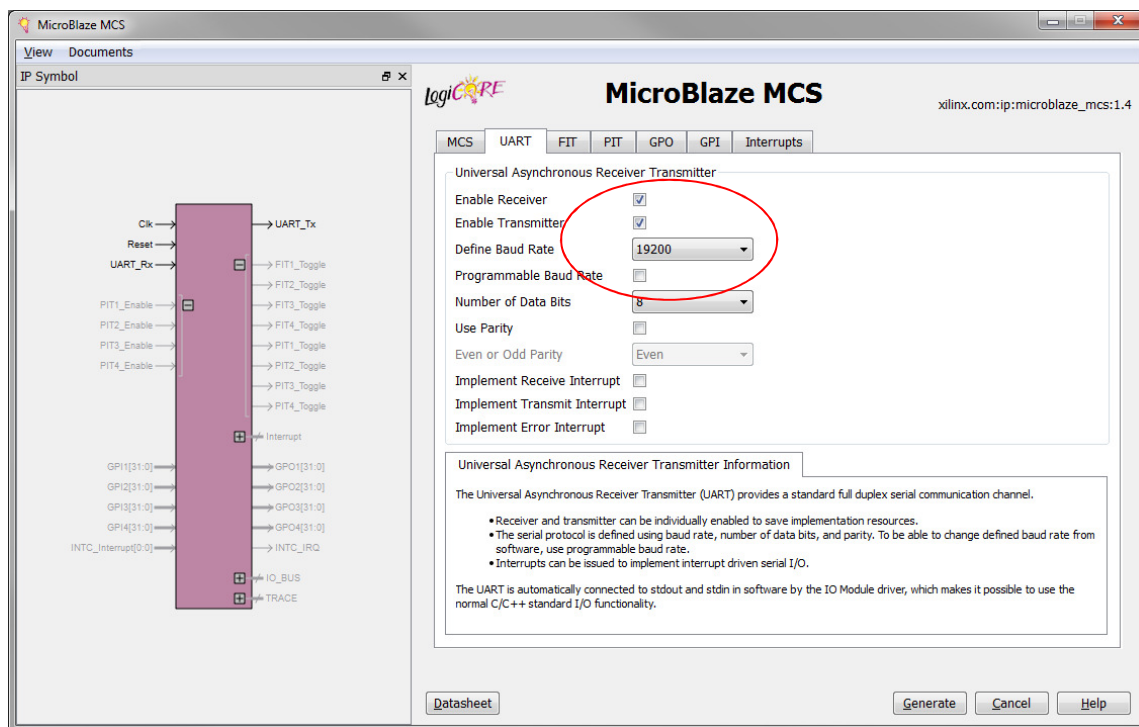 MicroBlaze MCS
View Documents
IP Symbol
LogiCORE
MicroBlaze MCS
xilinx.com:ip:microblaze_mcs:1.4
MCS UART FIT PIT GPO GPI Interrupts
Clk
Reset
UART_Rx
PIT1_Enable
PIT2_Enable
PIT3_Enable
PIT4_Enable
GPI1[31:0]
GPI2[31:0]
GPI3[31:0]
GPI4[31:0]
INTC_Interrupt[0:0]
UART_Tx
FIT1_Toggle
FIT2_Toggle
FIT3_Toggle
FIT4_Toggle
PIT1_Toggle
PIT2_Toggle
PIT3_Toggle
PIT4_Toggle
Interrupt
GPO1[31:0]
GPO2[31:0]
GPO3[31:0]
GPO4[31:0]
INTC_IRQ
IO_BUS
TRACE
Universal Asynchronous Receiver Transmitter
Enable Receiver
Enable Transmitter
Define Baud Rate 19200
Programmable Baud Rate
Number of Data Bits 8
Use Parity
Even or Odd Parity Even
Implement Receive Interrupt
Implement Transmit Interrupt
Implement Error Interrupt
Universal Asynchronous Receiver Transmitter Information
The Universal Asynchronous Receiver Transmitter (UART) provides a standard full duplex serial communication channel.
•Receiver and transmitter can be individually enabled to save implementation resources.
•The serial protocol is defined using baud rate, number of data bits, and parity. To be able to change defined baud rate from
software, use programmable baud rate.
•Interrupts can be issued to implement interrupt driven serial I/O.
The UART is automatically connected to stdout and stdin in software by the IO Module driver, which makes it possible to use the
normal C/C++ standard I/O functionality.
Datasheet Generate Cancel Help